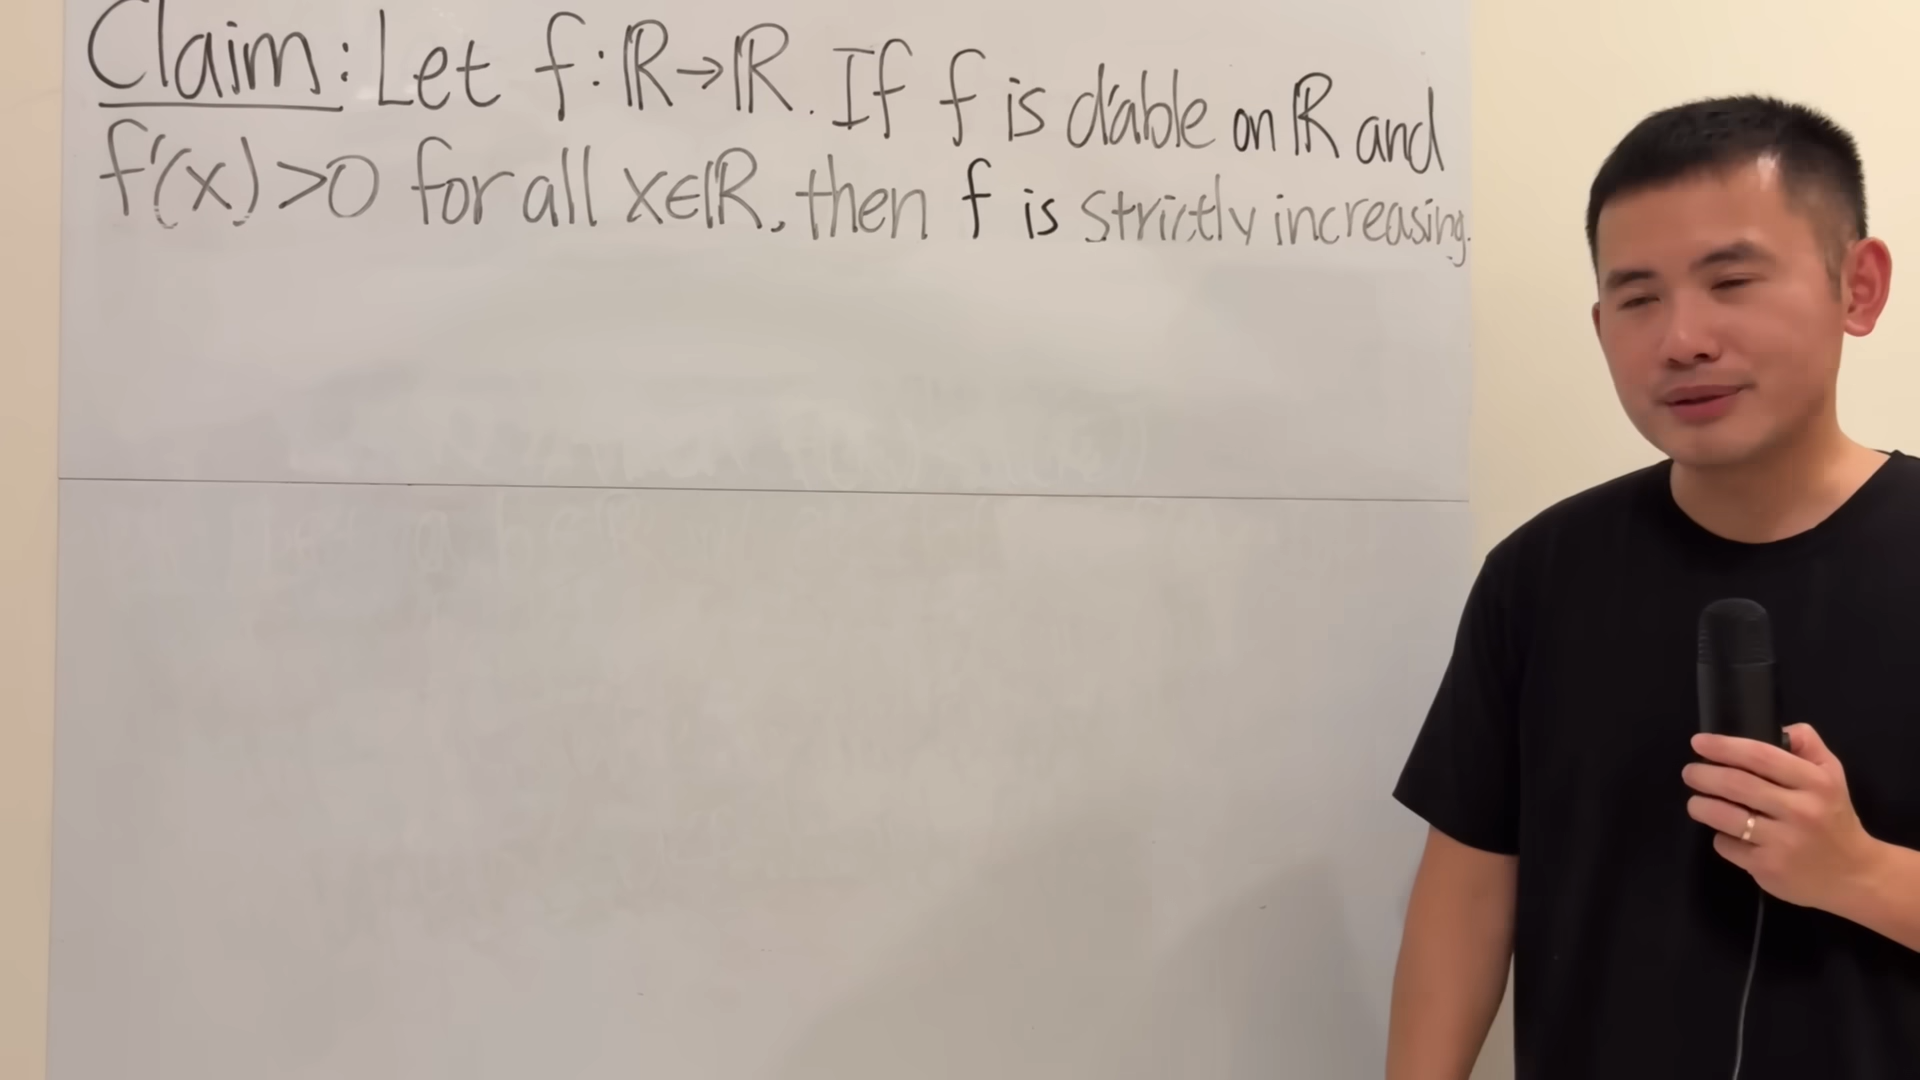 Claim: Let f: ℝ→ℝ. If f is d'able on ℝ and
f'(x)>0 for all x∈ℝ, then f is strictly increasing.